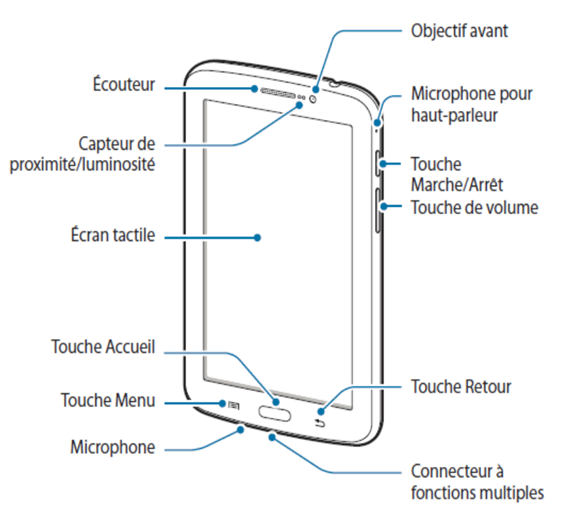 Objectif avant
Écouteur
Microphone pour
haut-parleur
Capteur de
proximité/luminosité
Touche
Marche/Arrêt
Touche de volume
Écran tactile
Touche Accueil
Touche Retour
Touche Menu
Microphone
Connecteur à
fonctions multiples